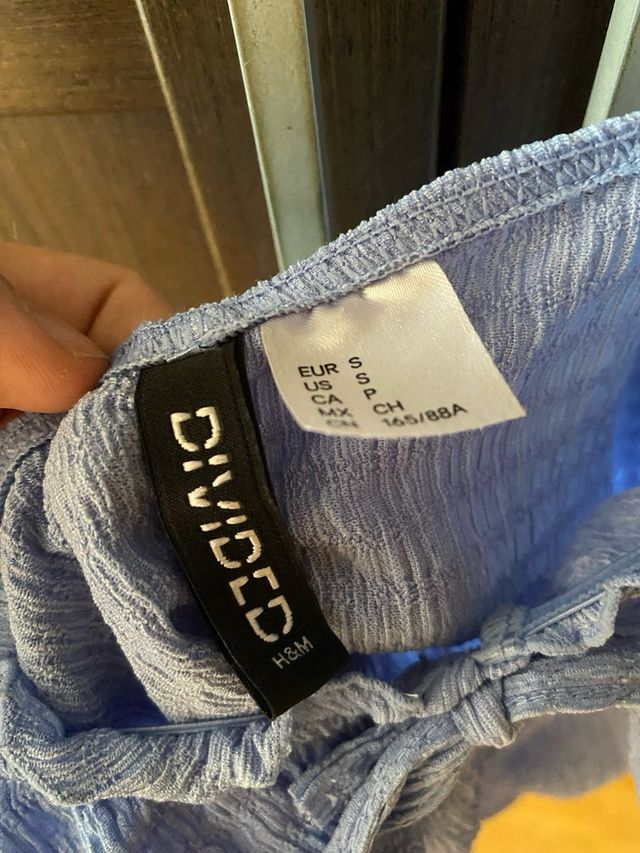 EUR S
US S
CA P
MX CH
CN 165/88A
DIVIDED
H&M